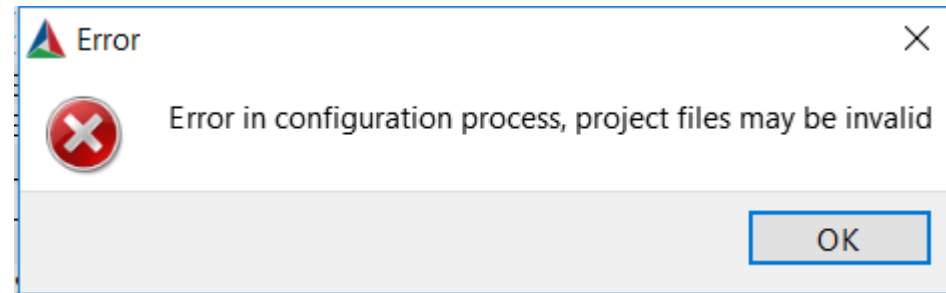 Error
Error in configuration process, project files may be invalid
OK